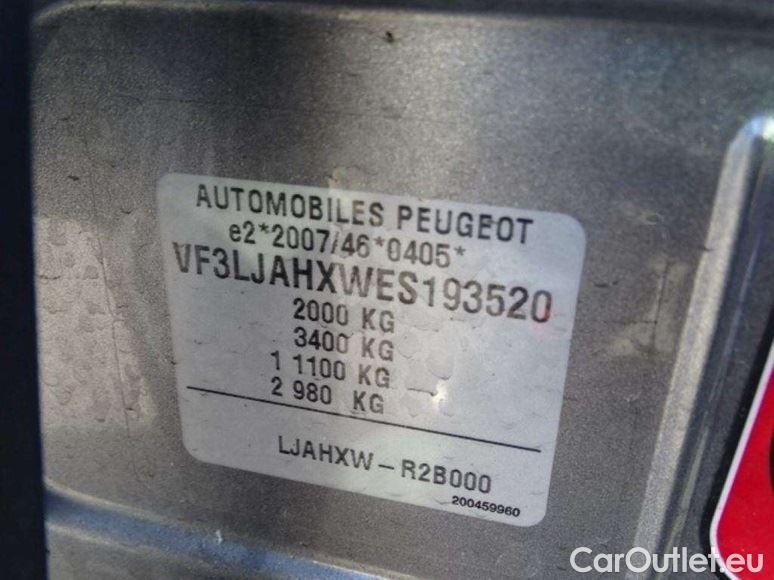 AUTOMOBILES PEUGEOT
e2*2007/46*0405*
VF3LJAHXWES193520
2000 KG
3400 KG
1 1100 KG
2 980 KG
LJAHXW - R2B000
200459960
CarOutlet.eu